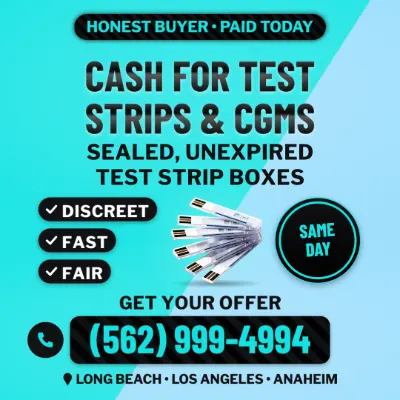 HONEST BUYER • PAID TODAY
CASH FOR TEST
STRIPS & CGMS
SEALED, UNEXPIRED
TEST STRIP BOXES
DISCREET
FAST
FAIR
SAME
DAY
GET YOUR OFFER
(562) 999-4994
LONG BEACH • LOS ANGELES • ANAHEIM